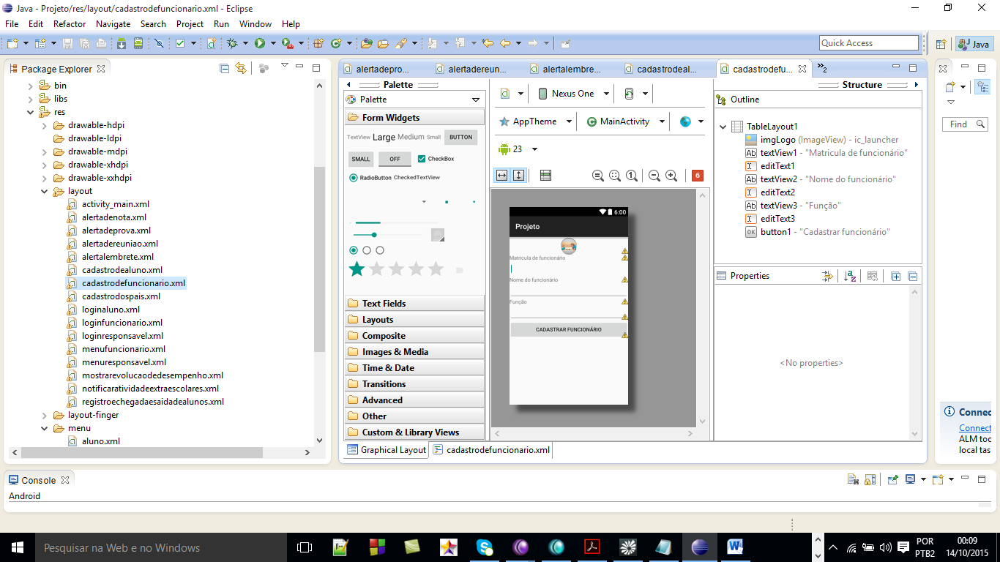 Java - Projeto/res/layout/cadastrodefuncionario.xml - Eclipse
File Edit Refactor Navigate Search Project Run Window Help
Quick Access
Java
Package Explorer
bin
libs
res
drawable-hdpi
drawable-ldpi
drawable-mdpi
drawable-xhdpi
drawable-xxhdpi
layout
activity_main.xml
alertadenota.xml
alertadeprova.xml
alertadereuniao.xml
alertalembrete.xml
cadastrodealuno.xml
cadastrodefuncionario.xml
cadastrodospais.xml
loginaluno.xml
loginfuncionario.xml
loginresponsavel.xml
menufuncionario.xml
menuresponsavel.xml
mostrarevolucaodedesempenho.xml
notificaratividadeextraescolares.xml
registroechegadaesaidadealunos.xml
layout-finger
menu
aluno.xml
alertadepro... alertadereun... alertalembre... cadastrodeal... cadastrodefu... »2
Palette
Palette
Form Widgets
TextView Large Medium Small BUTTON
SMALL OFF CheckBox
RadioButton CheckedTextView
Text Fields
Layouts
Composite
Images & Media
Time & Date
Transitions
Advanced
Other
Custom & Library Views
Nexus One
AppTheme MainActivity
23
1
6
6:00
Projeto
Matricula de funcionário
Nome do funcionário
Função
CADASTRAR FUNCIONÁRIO
Graphical Layout cadastrodefuncionario.xml
Structure
Outline
TableLayout1
imgLogo (ImageView) - ic_launcher
Ab textView1 - "Matricula de funcionário"
editText1
Ab textView2 - "Nome do funcionário"
editText2
Ab textView3 - "Função"
editText3
OK button1 - "Cadastrar funcionário"
Properties
<No properties>
Find
Connec
Connect
ALM toc
local tas
Console
Android
Pesquisar na Web e no Windows
POR
PTB2
00:09
14/10/2015